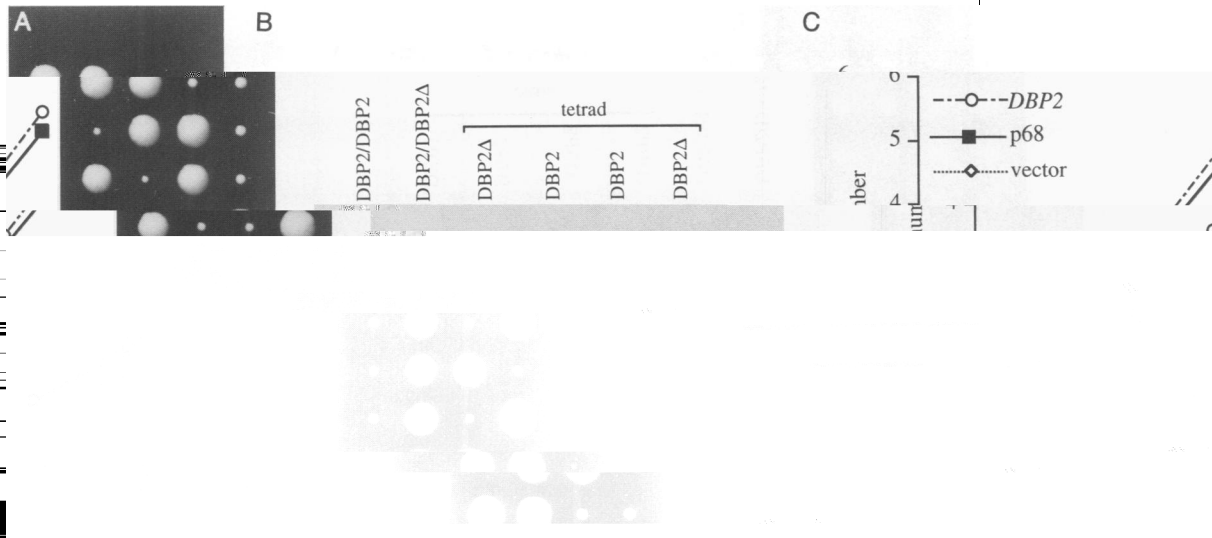 A
B
C
DBP2/DBP2
DBP2/DBP2Δ
tetrad
DBP2Δ
DBP2
DBP2
DBP2Δ
6
5
4
DBP2
p68
vector